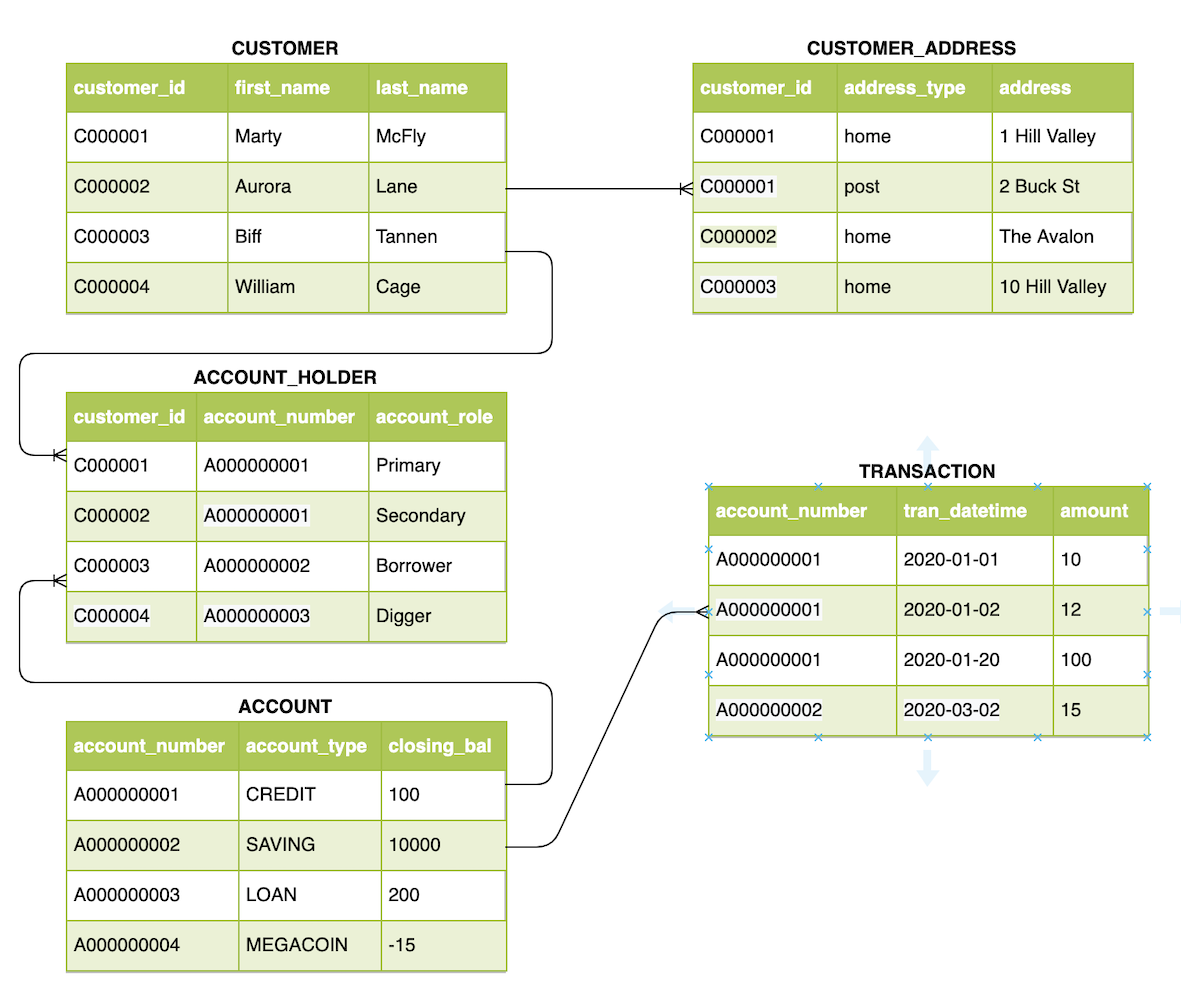 CUSTOMER
customer_id first_name last_name
C000001 Marty McFly
C000002 Aurora Lane
C000003 Biff Tannen
C000004 William Cage
CUSTOMER_ADDRESS
customer_id address_type address
C000001 home 1 Hill Valley
C000001 post 2 Buck St
C000002 home The Avalon
C000003 home 10 Hill Valley
ACCOUNT_HOLDER
customer_id account_number account_role
C000001 A000000001 Primary
C000002 A000000001 Secondary
C000003 A000000002 Borrower
C000004 A000000003 Digger
TRANSACTION
account_number tran_datetime amount
A000000001 2020-01-01 10
A000000001 2020-01-02 12
A000000001 2020-01-20 100
A000000002 2020-03-02 15
ACCOUNT
account_number account_type closing_bal
A000000001 CREDIT 100
A000000002 SAVING 10000
A000000003 LOAN 200
A000000004 MEGACOIN -15